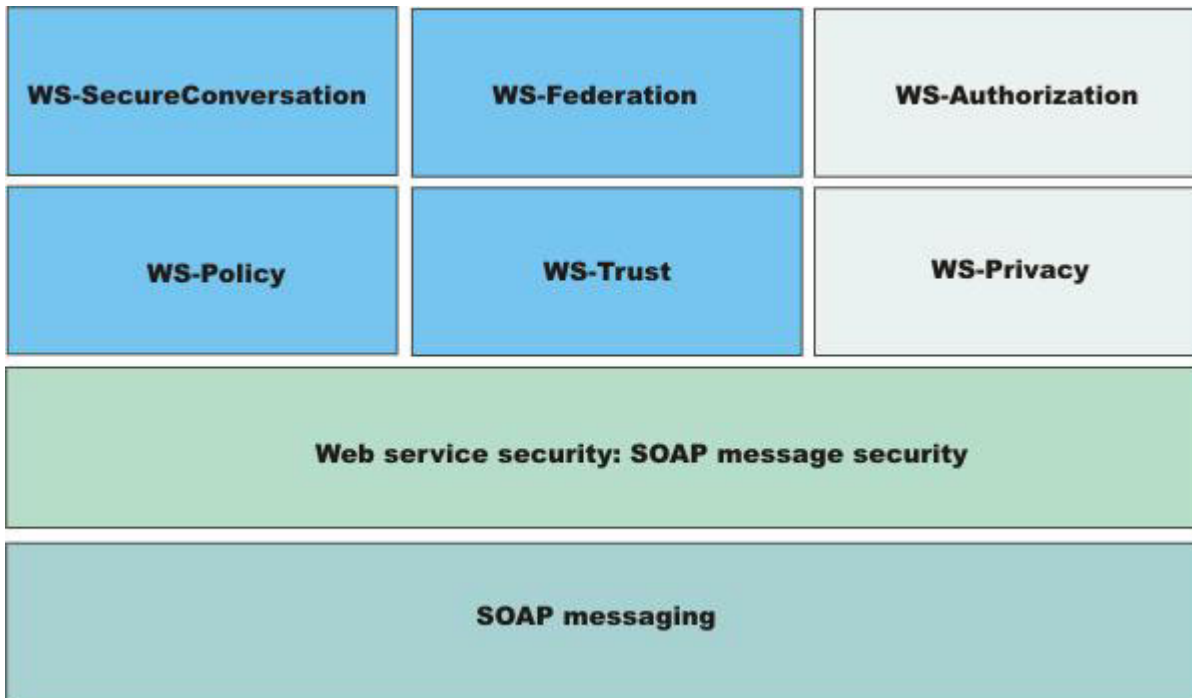 WS-SecureConversation
WS-Federation
WS-Authorization
WS-Policy
WS-Trust
WS-Privacy
Web service security: SOAP message security
SOAP messaging